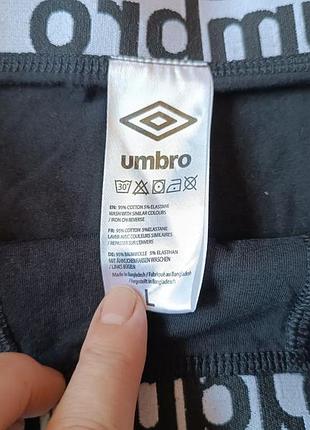 umbro
umbro
30°
EN: 95% COTTON 5% ELASTANE
WASH WITH SIMILAR COLOURS
/ IRON ON REVERSE
FR: 95% COTON 5% ELASTHANE
LAVER AVEC COULEURS SIMILAIRES
/ REPASSER SUR L'ENVERS
DE: 95% BAUMWOLLE 5% ELASTHAN
MIT ÄHNLICHEN FARBEN WASCHEN
/ LINKS BÜGELN
Made in Bangladesh / Fabriqué au Bangladesh
/ Hergestellt in Bangladesch
L
umbro